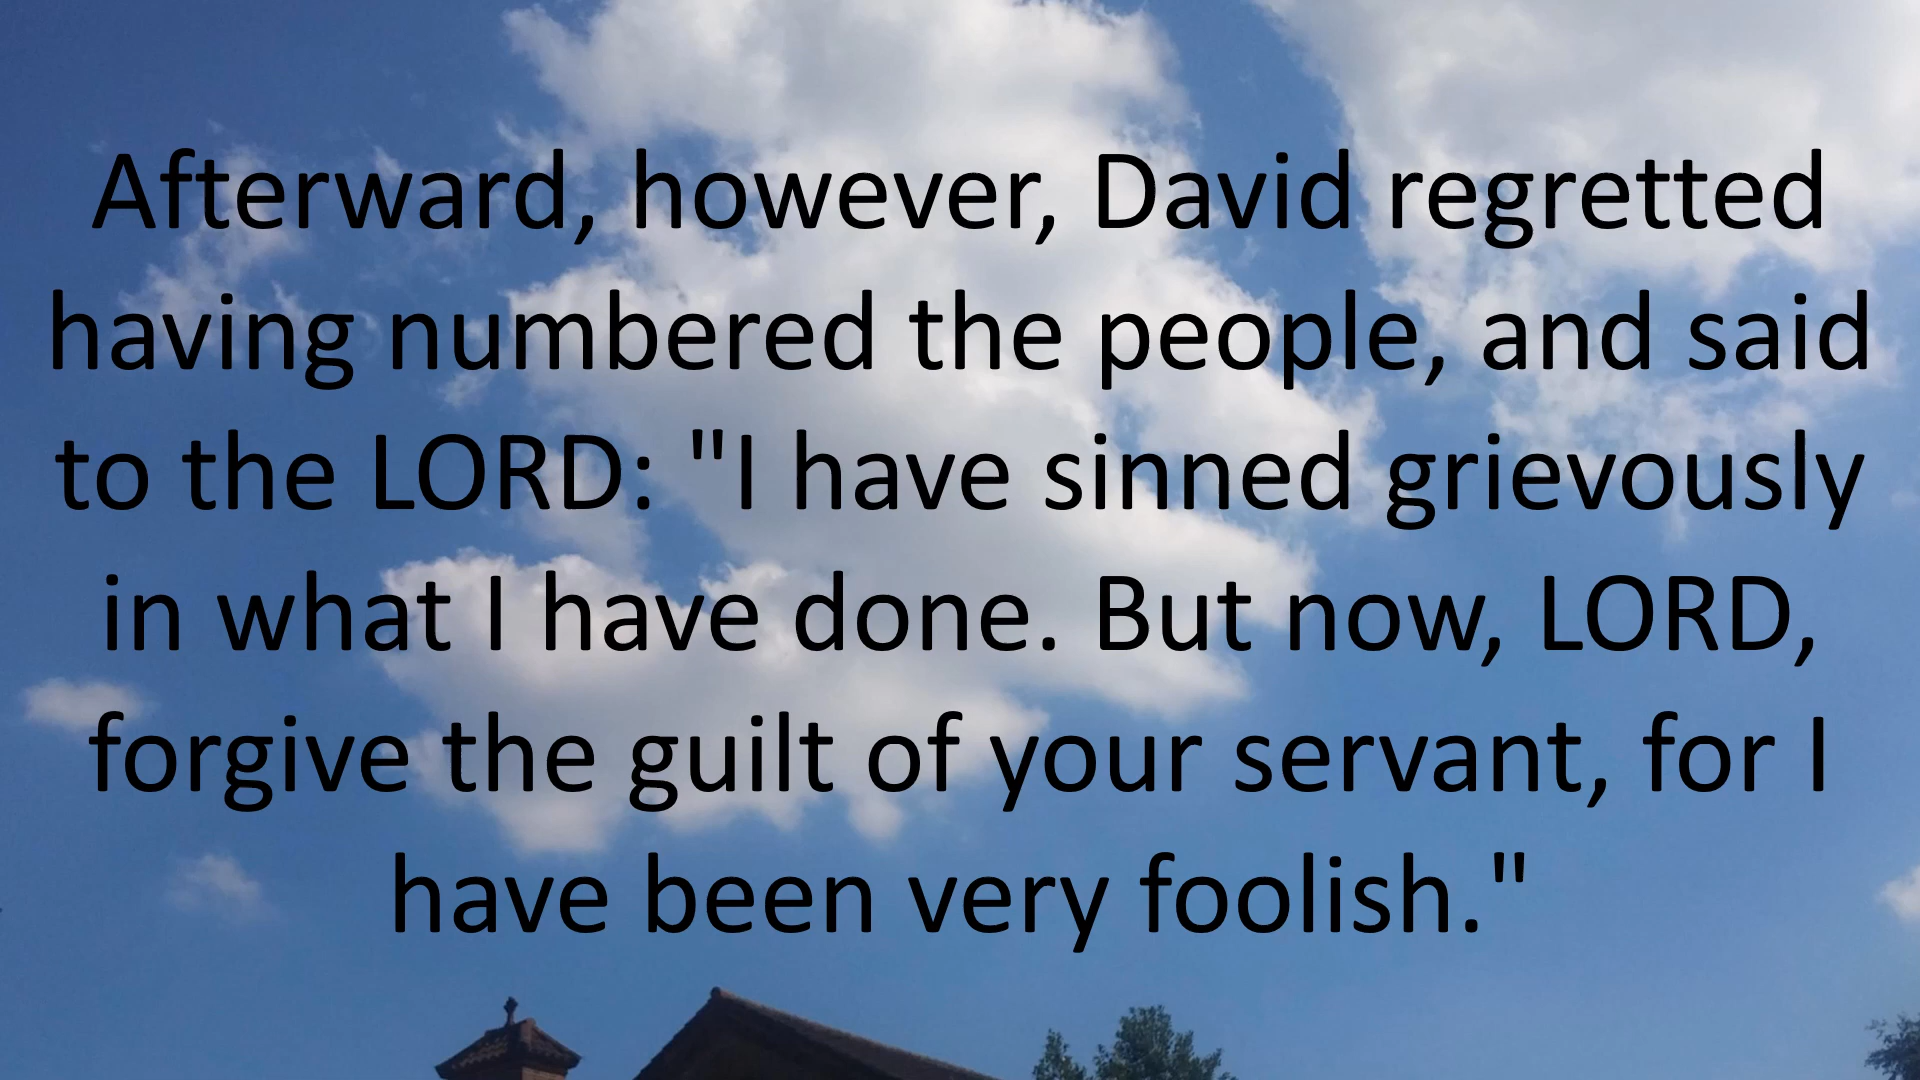 Afterward, however, David regretted
having numbered the people, and said
to the LORD: "I have sinned grievously
in what I have done. But now, LORD,
forgive the guilt of your servant, for I
have been very foolish."